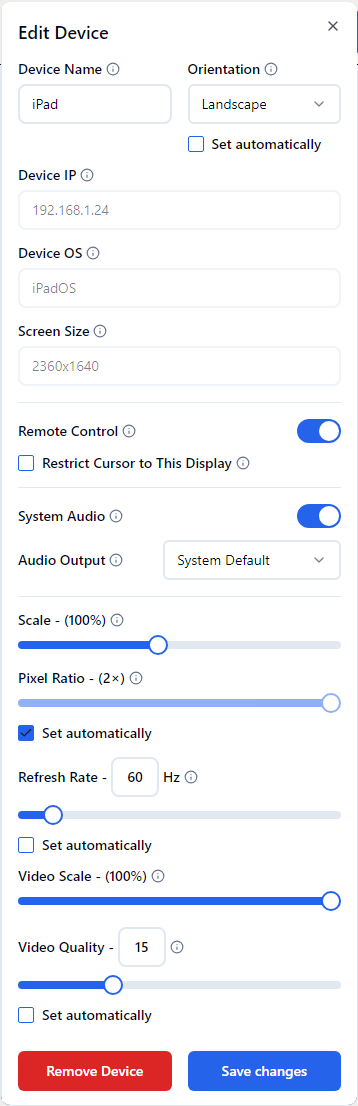 Edit Device
Device Name Orientation
iPad Landscape
Set automatically
Device IP
192.168.1.24
Device OS
iPadOS
Screen Size
2360x1640
Remote Control
Restrict Cursor to This Display
System Audio
Audio Output System Default
Scale - (100%)
Pixel Ratio - (2×)
Set automatically
Refresh Rate - 60 Hz
Set automatically
Video Scale - (100%)
Video Quality - 15
Set automatically
Remove Device Save changes